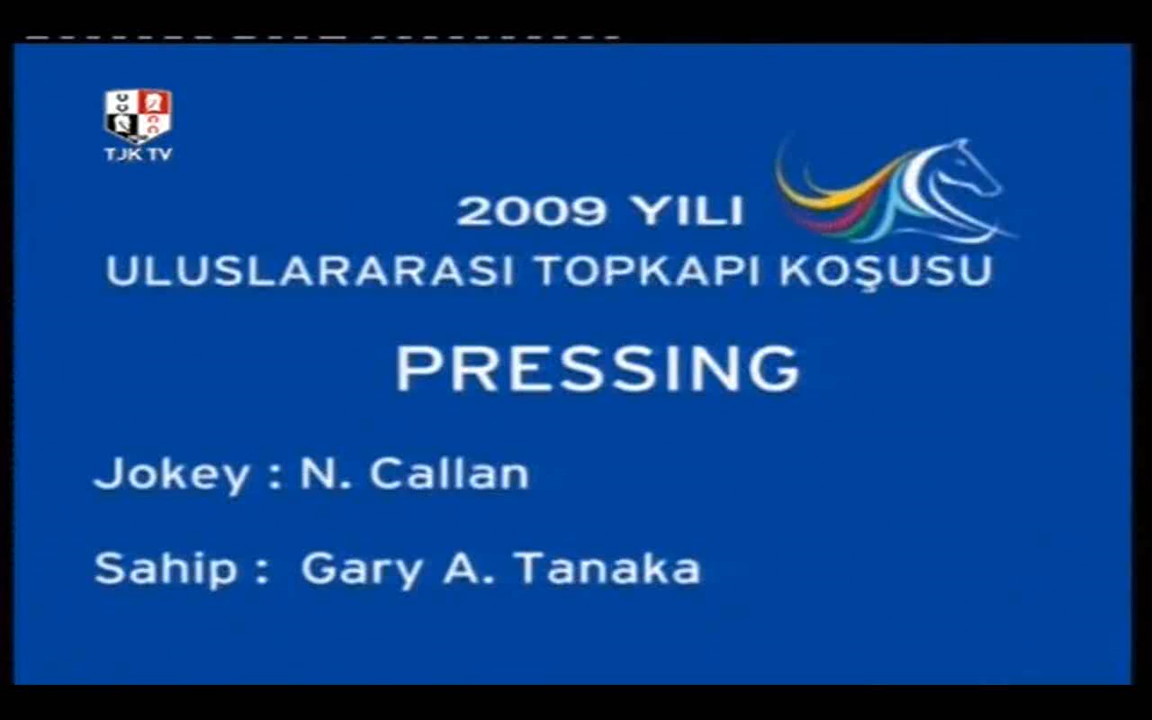 TJK TV
2009 YILI
ULUSLARARASI TOPKAPI KOŞUSU
PRESSING
Jokey : N. Callan
Sahip : Gary A. Tanaka